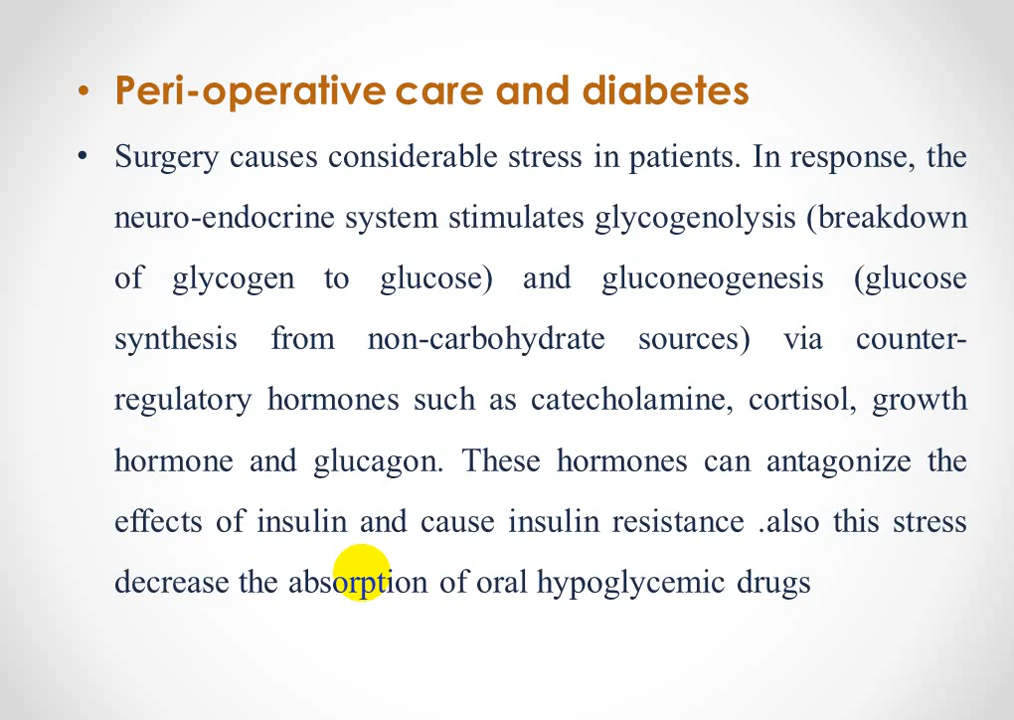 • Peri-operative care and diabetes
• Surgery causes considerable stress in patients. In response, the
neuro-endocrine system stimulates glycogenolysis (breakdown
of glycogen to glucose) and gluconeogenesis (glucose
synthesis from non-carbohydrate sources) via counter-
regulatory hormones such as catecholamine, cortisol, growth
hormone and glucagon. These hormones can antagonize the
effects of insulin and cause insulin resistance .also this stress
decrease the absorption of oral hypoglycemic drugs